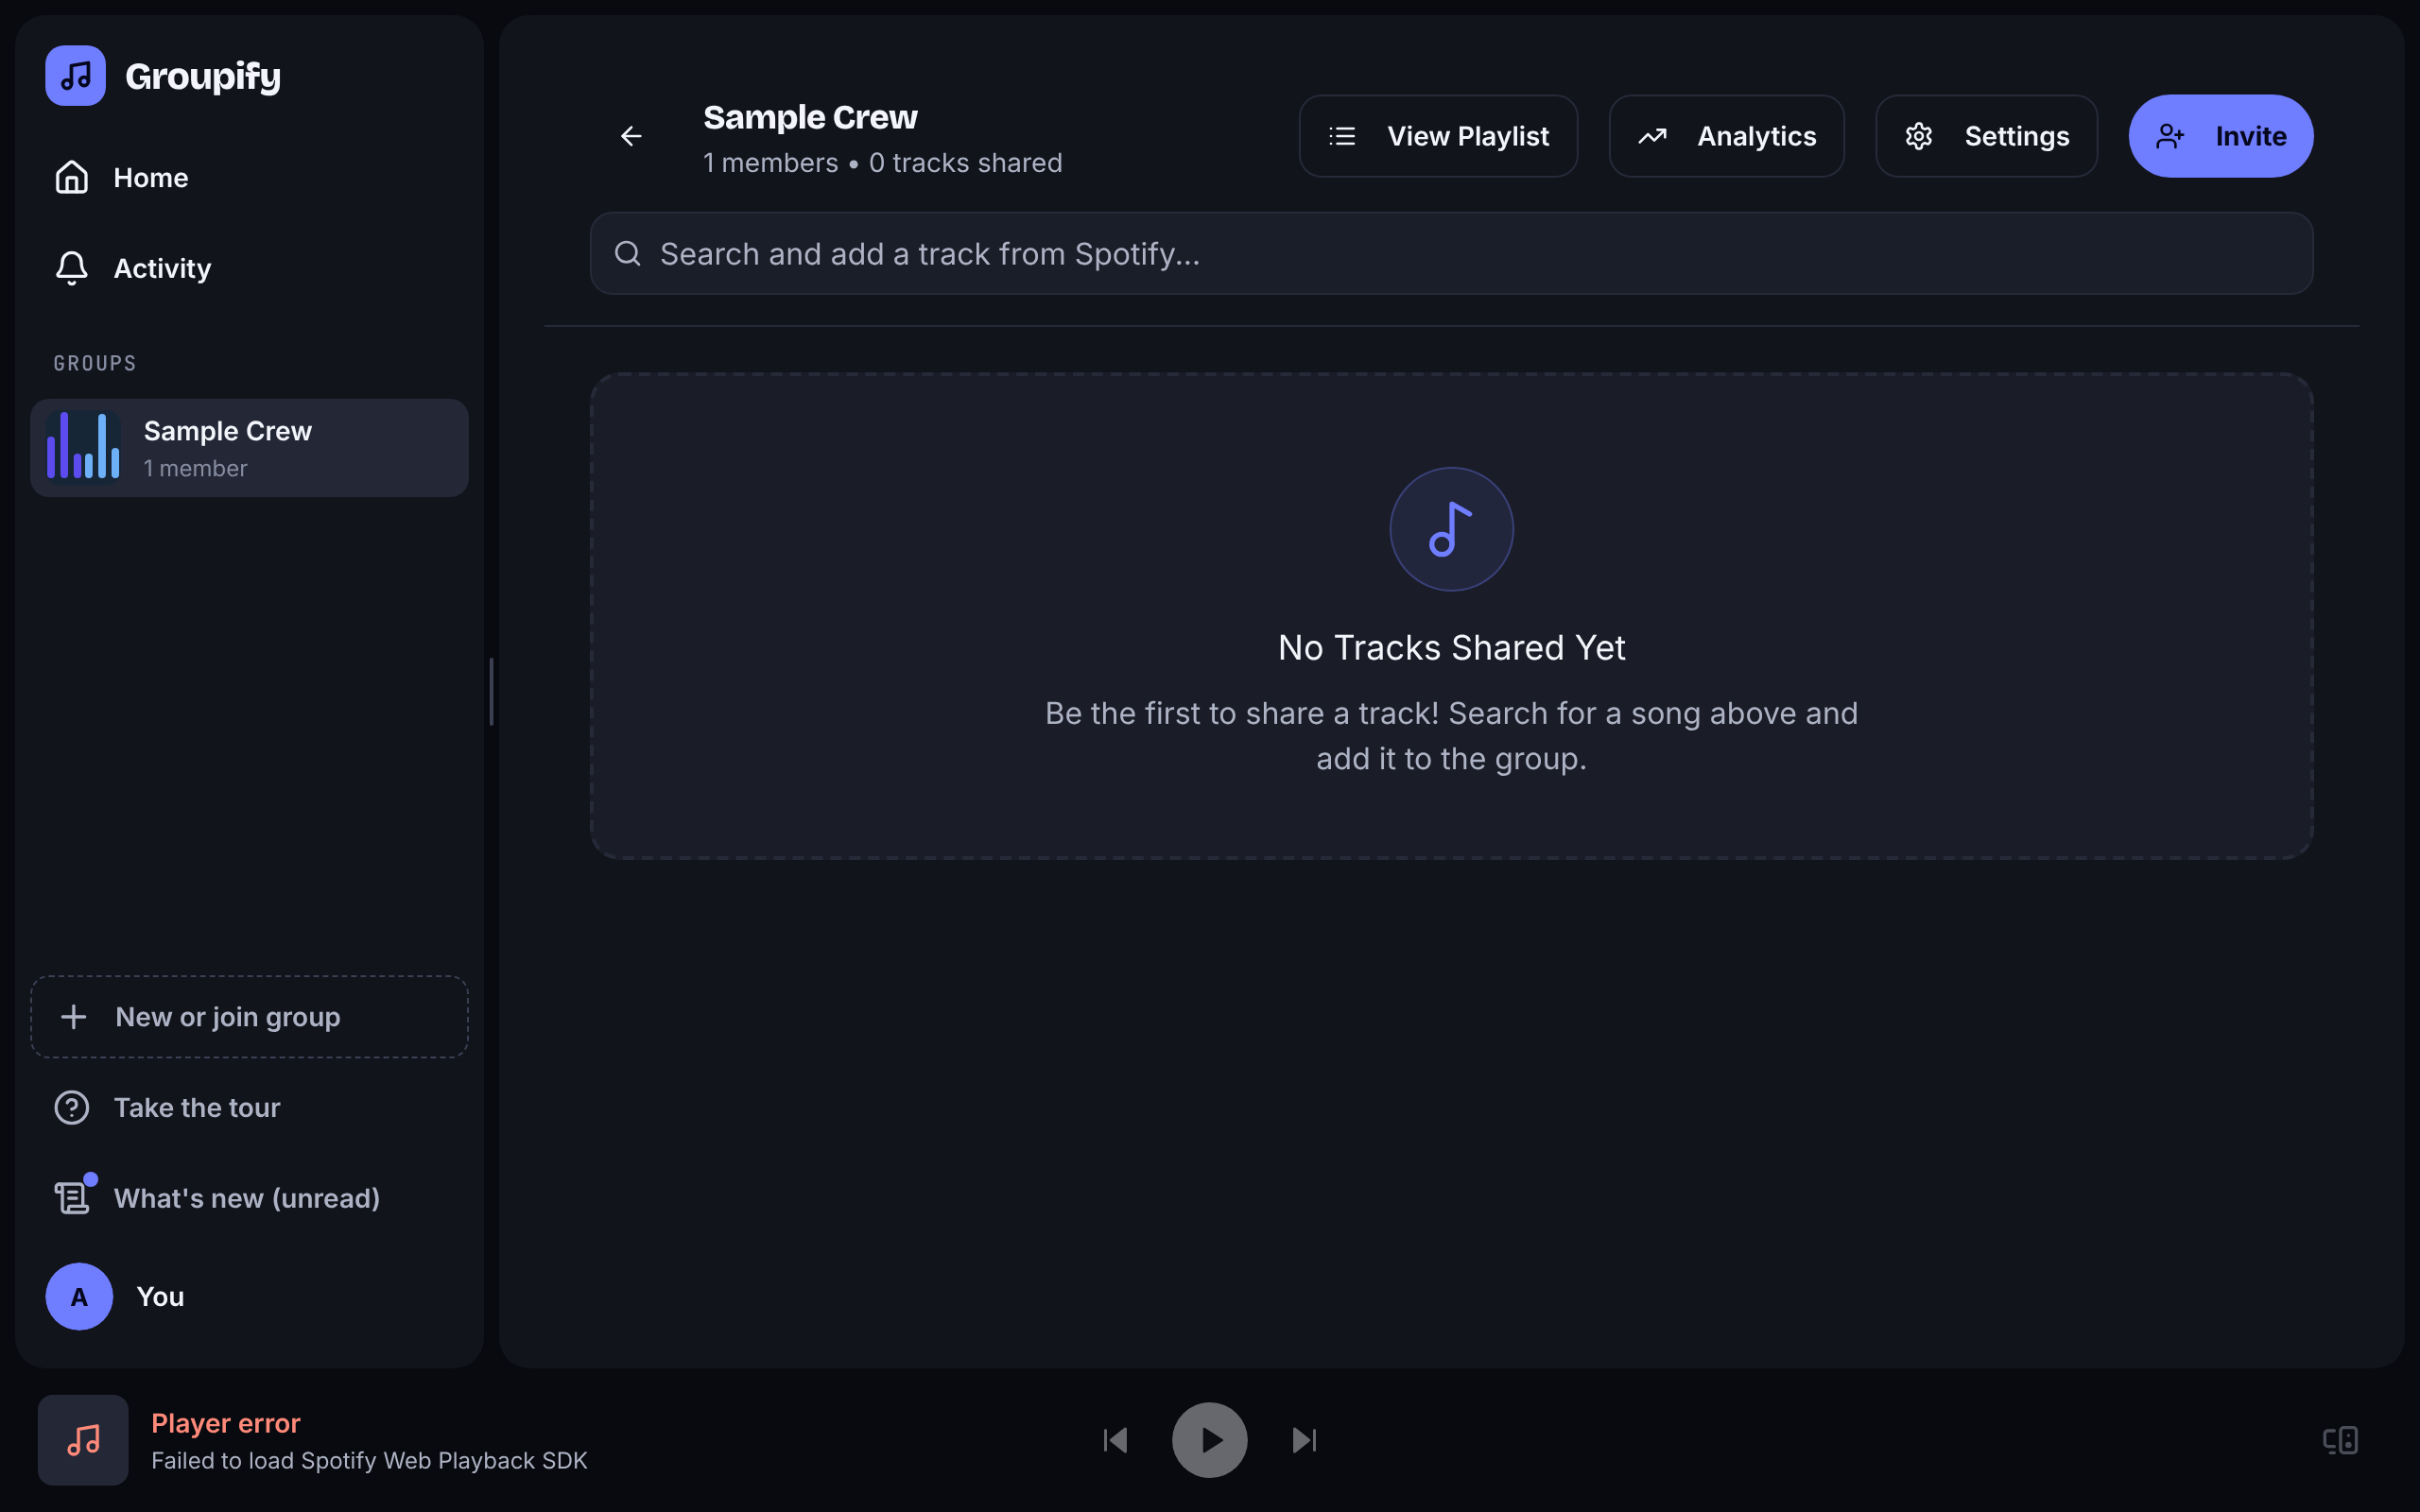 Groupify
Home
Activity
GROUPS
Sample Crew
1 member
New or join group
Take the tour
What's new (unread)
A
You
Sample Crew
1 members • 0 tracks shared
View Playlist
Analytics
Settings
Invite
Search and add a track from Spotify...
No Tracks Shared Yet
Be the first to share a track! Search for a song above and
add it to the group.
Player error
Failed to load Spotify Web Playback SDK